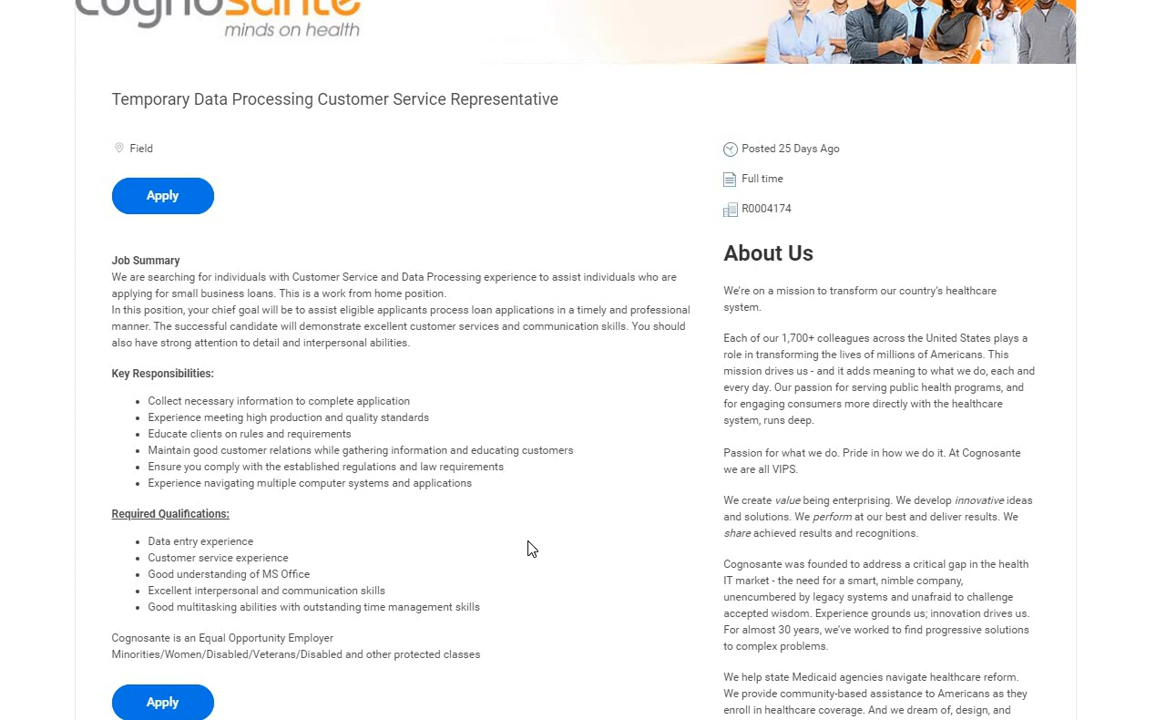 cognosante
minds on health
Temporary Data Processing Customer Service Representative
Field
Apply
Job Summary
We are searching for individuals with Customer Service and Data Processing experience to assist individuals who are
applying for small business loans. This is a work from home position.
In this position, your chief goal will be to assist eligible applicants process loan applications in a timely and professional
manner. The successful candidate will demonstrate excellent customer services and communication skills. You should
also have strong attention to detail and interpersonal abilities.
Key Responsibilities:
• Collect necessary information to complete application
• Experience meeting high production and quality standards
• Educate clients on rules and requirements
• Maintain good customer relations while gathering information and educating customers
• Ensure you comply with the established regulations and law requirements
• Experience navigating multiple computer systems and applications
Required Qualifications:
• Data entry experience
• Customer service experience
• Good understanding of MS Office
• Excellent interpersonal and communication skills
• Good multitasking abilities with outstanding time management skills
Cognosante is an Equal Opportunity Employer
Minorities/Women/Disabled/Veterans/Disabled and other protected classes
Apply
Posted 25 Days Ago
Full time
R0004174
About Us
We're on a mission to transform our country's healthcare
system.
Each of our 1,700+ colleagues across the United States plays a
role in transforming the lives of millions of Americans. This
mission drives us - and it adds meaning to what we do, each and
every day. Our passion for serving public health programs, and
for engaging consumers more directly with the healthcare
system, runs deep.
Passion for what we do. Pride in how we do it. At Cognosante
we are all VIPS.
We create value being enterprising. We develop innovative ideas
and solutions. We perform at our best and deliver results. We
share achieved results and recognitions.
Cognosante was founded to address a critical gap in the health
IT market - the need for a smart, nimble company,
unencumbered by legacy systems and unafraid to challenge
accepted wisdom. Experience grounds us; innovation drives us.
For almost 30 years, we've worked to find progressive solutions
to complex problems.
We help state Medicaid agencies navigate healthcare reform.
We provide community-based assistance to Americans as they
enroll in healthcare coverage. And we dream of, design, and